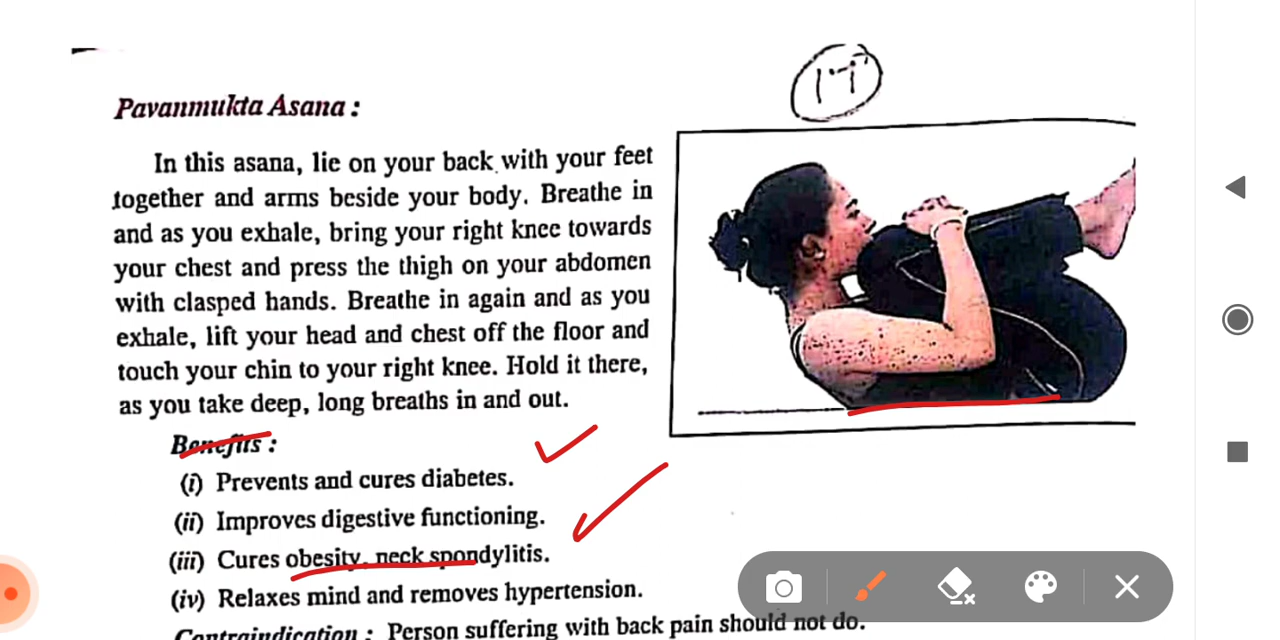 17
Pavanmukta Asana :
In this asana, lie on your back with your feet
together and arms beside your body. Breathe in
and as you exhale, bring your right knee towards
your chest and press the thigh on your abdomen
with clasped hands. Breathe in again and as you
exhale, lift your head and chest off the floor and
touch your chin to your right knee. Hold it there,
as you take deep, long breaths in and out.
Benefits :
(i) Prevents and cures diabetes.
(ii) Improves digestive functioning.
(iii) Cures obesity, neck spondylitis.
(iv) Relaxes mind and removes hypertension.
Contraindication : Person suffering with back pain should not do.